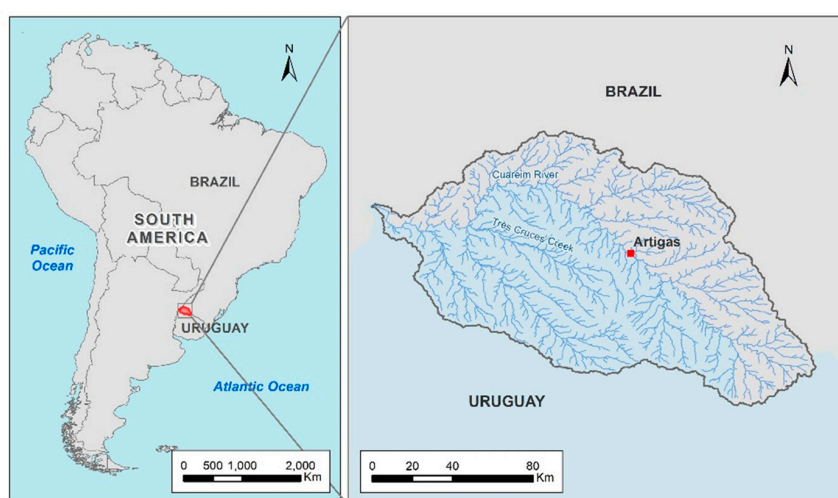 N
BRAZIL
SOUTH
AMERICA
Pacific
Ocean
URUGUAY
Atlantic Ocean
0 500 1,000 2,000
Km
N
BRAZIL
Cuareim River
Três Cruces Creek
Artigas
URUGUAY
0 20 40 80
Km